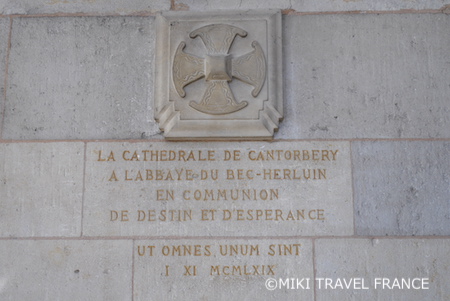 LA CATHEDRALE DE CANTORBERY
A L'ABBAYE DU BEC-HERLUIN
EN COMMUNION
DE DESTIN ET D'ESPERANCE
UT OMNES UNUM SINT
I XI MCMLXIX
©MIKI TRAVEL FRANCE